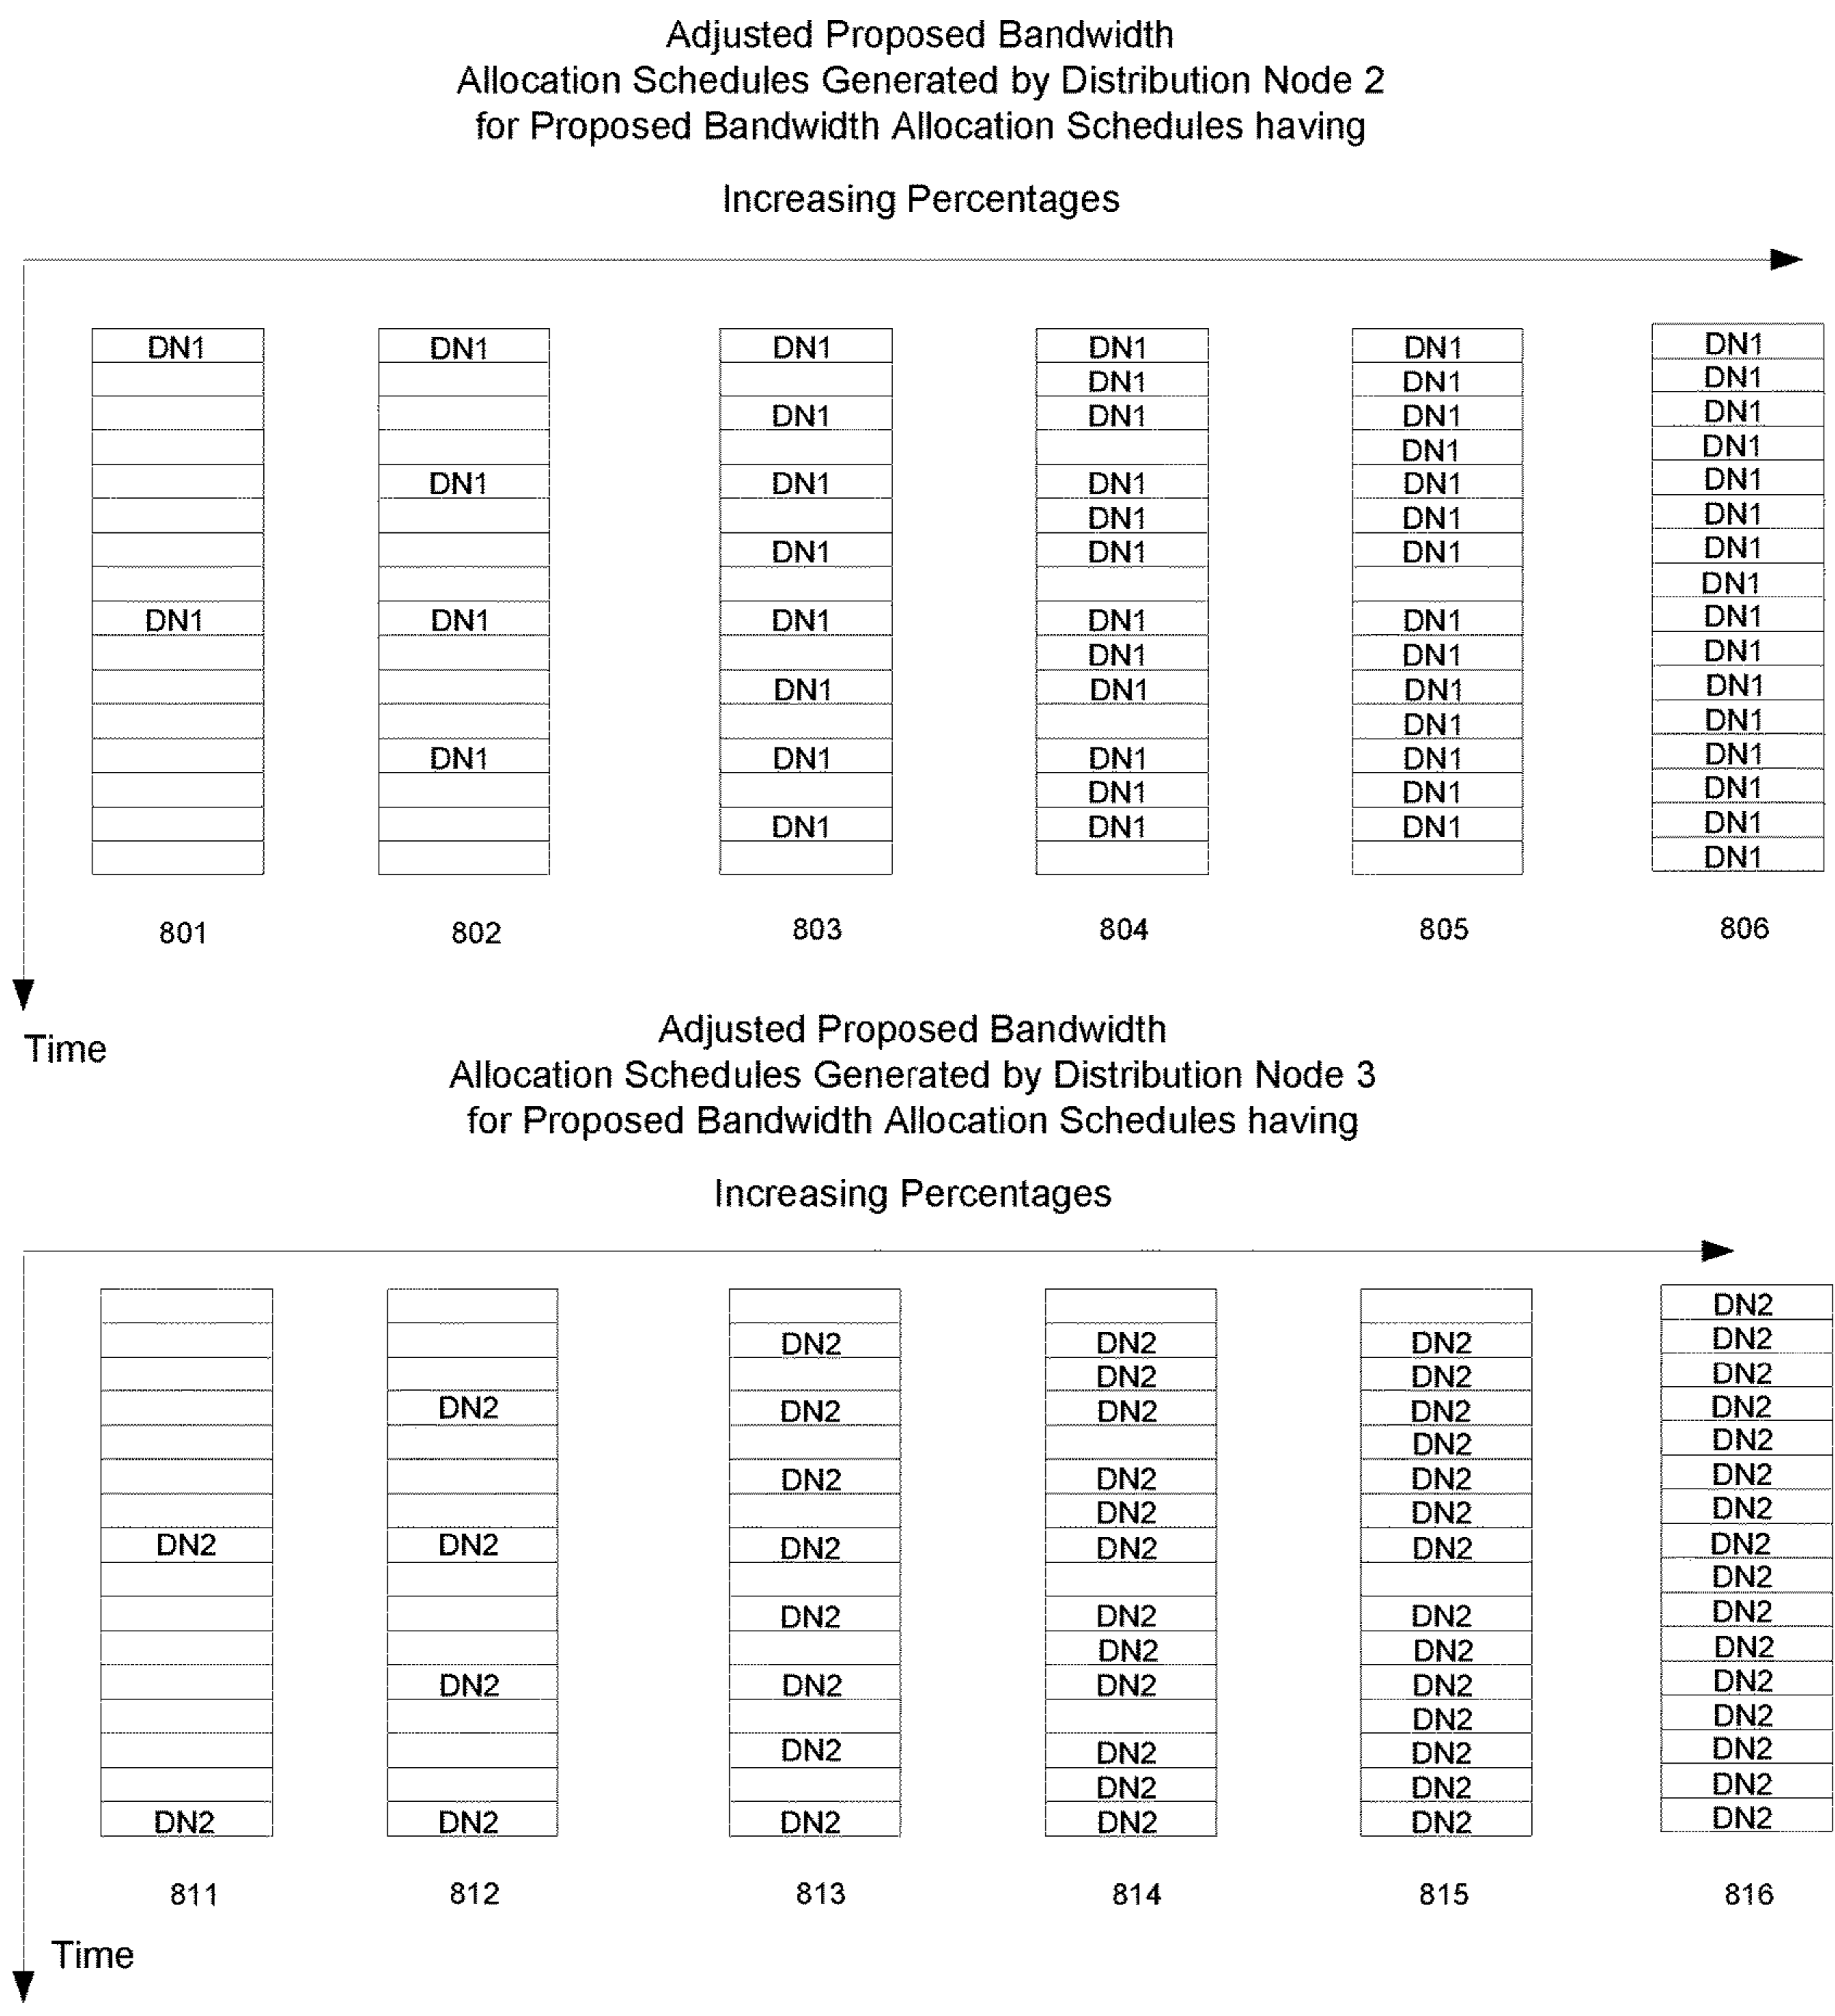 Adjusted Proposed Bandwidth
Allocation Schedules Generated by Distribution Node 2
for Proposed Bandwidth Allocation Schedules having
Increasing Percentages
DN1 DN1 DN1 DN1 DN1 DN1
DN1 DN1 DN1
DN1 DN1 DN1 DN1
DN1 DN1
DN1 DN1 DN1 DN1 DN1
DN1 DN1 DN1
DN1 DN1 DN1 DN1
DN1
DN1 DN1 DN1 DN1 DN1 DN1
DN1 DN1 DN1
DN1 DN1 DN1 DN1
DN1 DN1
DN1 DN1 DN1 DN1 DN1
DN1 DN1 DN1
DN1 DN1 DN1 DN1
DN1
801 802 803 804 805 806
Time
Adjusted Proposed Bandwidth
Allocation Schedules Generated by Distribution Node 3
for Proposed Bandwidth Allocation Schedules having
Increasing Percentages
DN2
DN2 DN2 DN2 DN2
DN2 DN2 DN2
DN2 DN2 DN2 DN2 DN2
DN2 DN2
DN2 DN2 DN2 DN2
DN2 DN2 DN2
DN2 DN2 DN2 DN2 DN2 DN2
DN2
DN2 DN2 DN2 DN2
DN2 DN2 DN2
DN2 DN2 DN2 DN2 DN2
DN2 DN2
DN2 DN2 DN2 DN2
DN2 DN2 DN2
DN2 DN2 DN2 DN2 DN2 DN2
811 812 813 814 815 816
Time